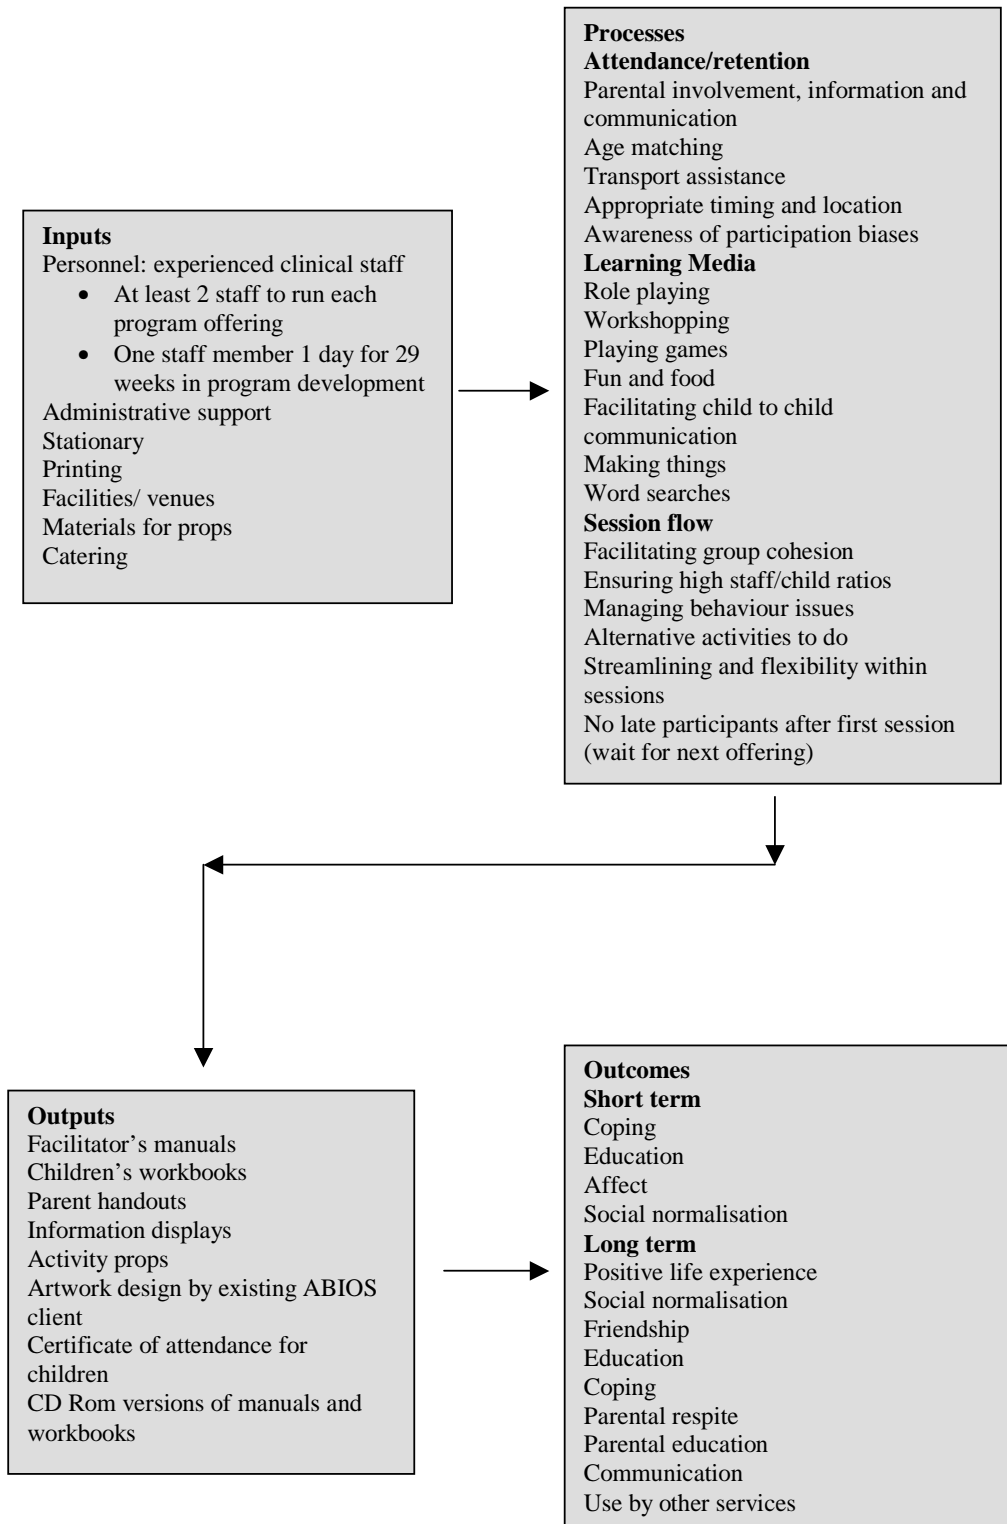 Inputs
Personnel: experienced clinical staff
• At least 2 staff to run each
program offering
• One staff member 1 day for 29
weeks in program development
Administrative support
Stationary
Printing
Facilities/ venues
Materials for props
Catering
Processes
Attendance/retention
Parental involvement, information and
communication
Age matching
Transport assistance
Appropriate timing and location
Awareness of participation biases
Learning Media
Role playing
Workshopping
Playing games
Fun and food
Facilitating child to child
communication
Making things
Word searches
Session flow
Facilitating group cohesion
Ensuring high staff/child ratios
Managing behaviour issues
Alternative activities to do
Streamlining and flexibility within
sessions
No late participants after first session
(wait for next offering)
Outputs
Facilitator’s manuals
Children’s workbooks
Parent handouts
Information displays
Activity props
Artwork design by existing ABIOS
client
Certificate of attendance for
children
CD Rom versions of manuals and
workbooks
Outcomes
Short term
Coping
Education
Affect
Social normalisation
Long term
Positive life experience
Social normalisation
Friendship
Education
Coping
Parental respite
Parental education
Communication
Use by other services